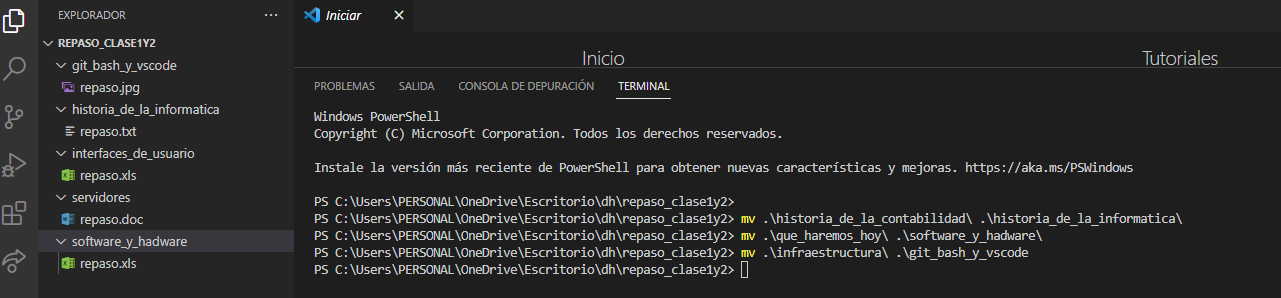 EXPLORADOR
REPASO_CLASE1Y2
git_bash_y_vscode
repaso.jpg
historia_de_la_informatica
repaso.txt
interfaces_de_usuario
repaso.xls
servidores
repaso.doc
software_y_hadware
repaso.xls
Iniciar
Inicio Tutoriales
PROBLEMAS SALIDA CONSOLA DE DEPURACIÓN TERMINAL
Windows PowerShell
Copyright (C) Microsoft Corporation. Todos los derechos reservados.
Instale la versión más reciente de PowerShell para obtener nuevas características y mejoras. https://aka.ms/PSWindows
PS C:\Users\PERSONAL\OneDrive\Escritorio\dh\repaso_clase1y2>
PS C:\Users\PERSONAL\OneDrive\Escritorio\dh\repaso_clase1y2> mv .\historia_de_la_contabilidad\ .\historia_de_la_informatica\
PS C:\Users\PERSONAL\OneDrive\Escritorio\dh\repaso_clase1y2> mv .\que_haremos_hoy\ .\software_y_hadware\
PS C:\Users\PERSONAL\OneDrive\Escritorio\dh\repaso_clase1y2> mv .\infraestructura\ .\git_bash_y_vscode
PS C:\Users\PERSONAL\OneDrive\Escritorio\dh\repaso_clase1y2>